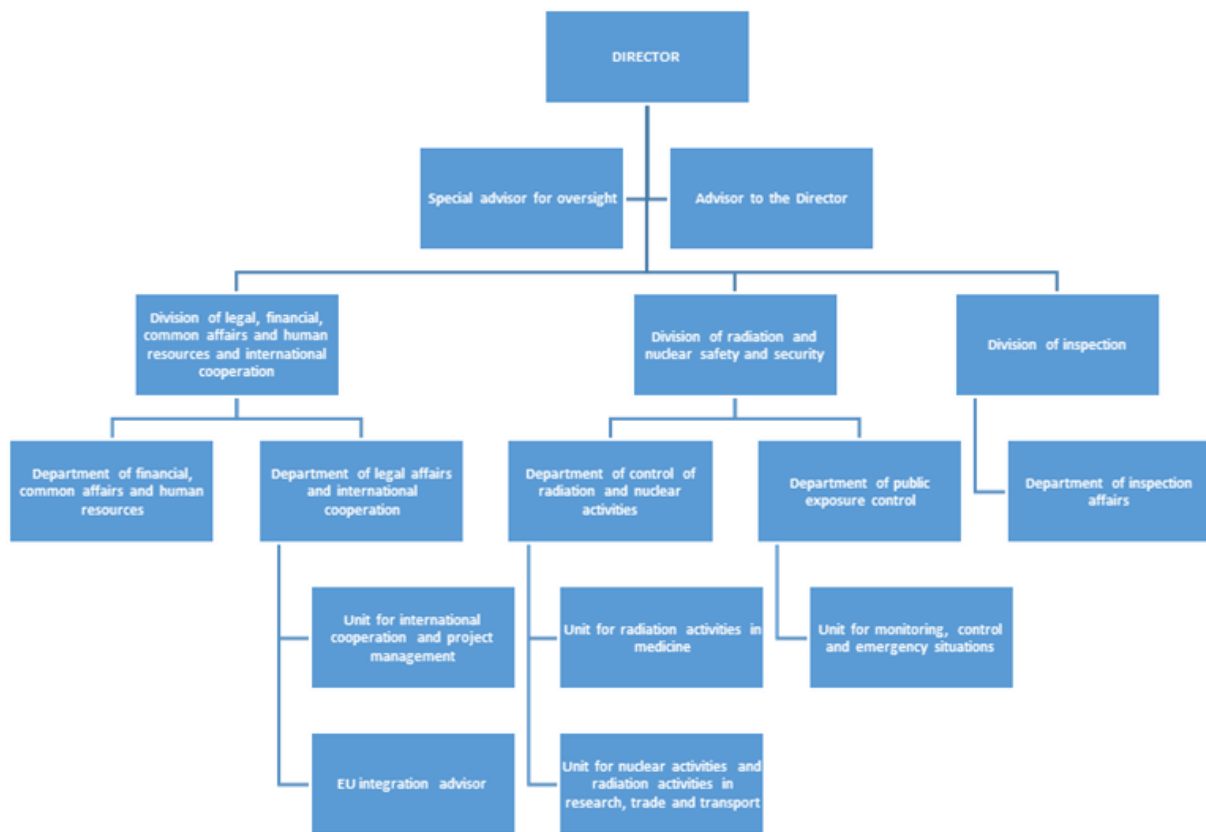 DIRECTOR
Special advisor for oversight
Advisor to the Director
Division of legal, financial,
common affairs and human
resources and international
cooperation
Division of radiation and
nuclear safety and security
Division of inspection
Department of financial,
common affairs and human
resources
Department of legal affairs
and international
cooperation
Department of control of
radiation and nuclear
activities
Department of public
exposure control
Department of inspection
affairs
Unit for international
cooperation and project
management
Unit for radiation activities in
medicine
Unit for monitoring, control
and emergency situations
EU integration advisor
Unit for nuclear activities and
radiation activities in
research, trade and transport